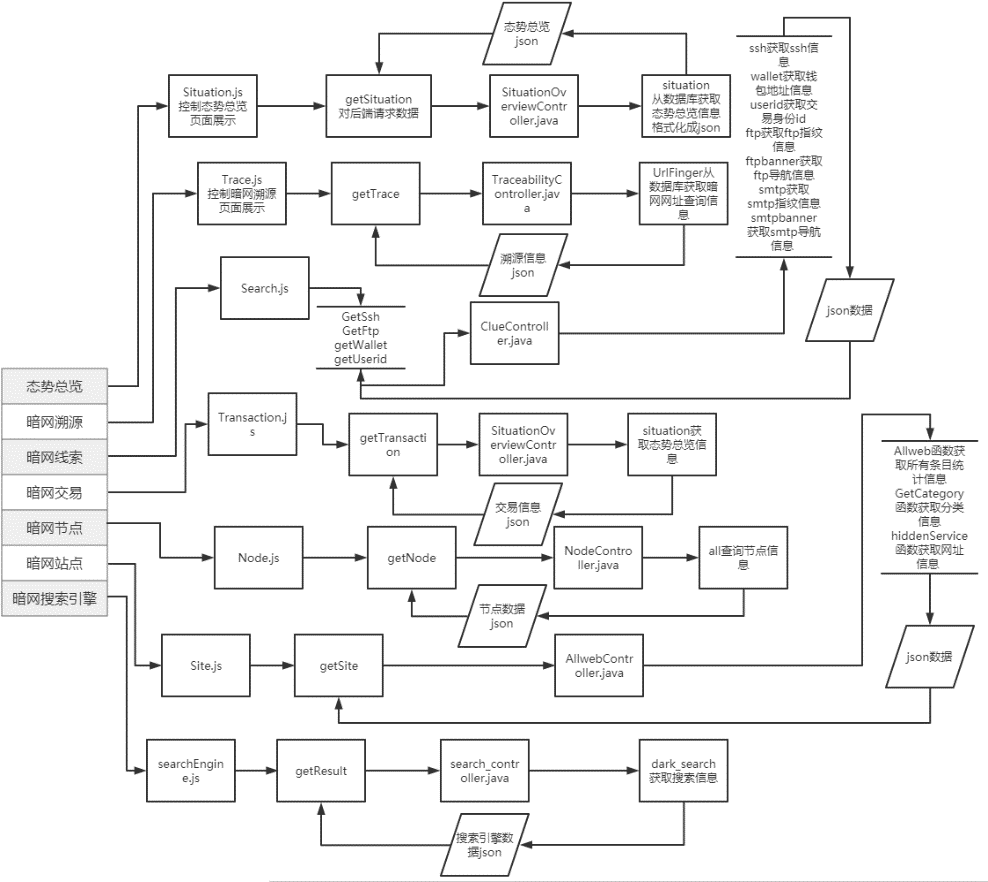 态势总览
json
Situation.js
控制态势总览
页面展示
getSituation
对后端请求数据
SituationOv
erviewContr
oller.java
situation
从数据库获取
态势总览信息
格式化成json
ssh获取ssh信
息
wallet获取钱
包地址信息
userid获取交
易身份id
ftp获取ftp指纹
信息
ftpbanner获取
ftp导航信息
smtp获取
smtp指纹信息
smtpbanner
获取smtp导航
信息
Trace.js
控制暗网溯源
页面展示
getTrace
TraceabilityC
ontroller.jav
a
UrlFinger从
数据库获取暗
网网址查询信
息
溯源信息
json
Search.js
GetSsh
GetFtp
getWallet
getUserid
ClueControll
er.java
json数据
态势总览
暗网溯源
暗网线索
暗网交易
暗网节点
暗网站点
暗网搜索引擎
Transaction.j
s
getTransacti
on
SituationOv
erviewContr
oller.java
situation获
取态势总览信
息
交易信息
json
Allweb函数获
取所有条目统
计信息
GetCategory
函数获取分类
信息
hiddenService
函数获取网址
信息
Node.js
getNode
NodeContro
ller.java
all查询节点信
息
节点数据
json
Site.js
getSite
AllwebContr
oller.java
json数据
searchEngin
e.js
getResult
search_contr
oller.java
dark_search
获取搜索信息
搜索引擎数
据json